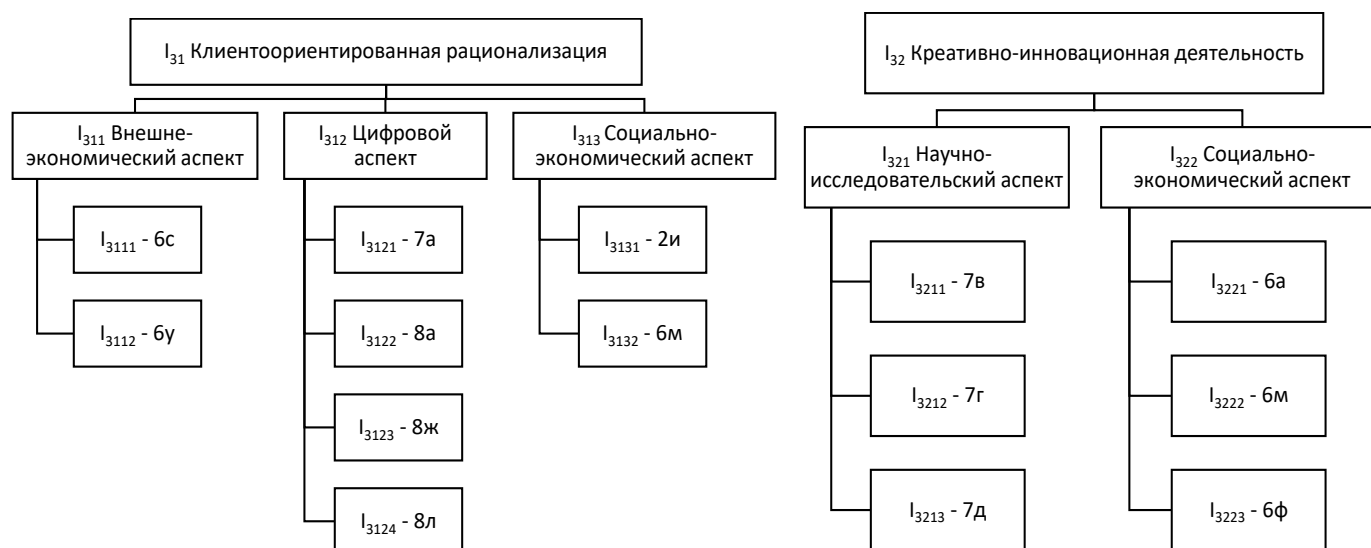 I31 Клиентоориентированная рационализация
I311 Внешне-
экономический аспект
I312 Цифровой
аспект
I313 Социально-
экономический аспект
I3111 - 6с
I3121 - 7а
I3131 - 2и
I3112 - 6у
I3122 - 8а
I3132 - 6м
I3123 - 8ж
I3124 - 8л
I32 Креативно-инновационная деятельность
I321 Научно-
исследовательский аспект
I322 Социально-
экономический аспект
I3211 - 7в
I3221 - 6а
I3212 - 7г
I3222 - 6м
I3213 - 7д
I3223 - 6ф